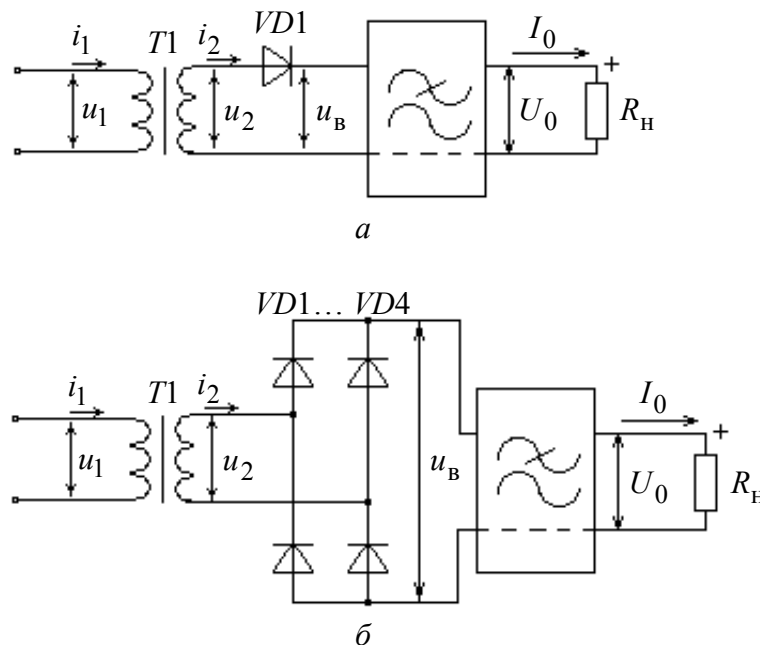 i1 T1 i2 VD1 I0 +
u1 u2 uв U0 Rн
а
VD1… VD4
i1 T1 i2 I0 +
u1 u2 uв U0 Rн
б